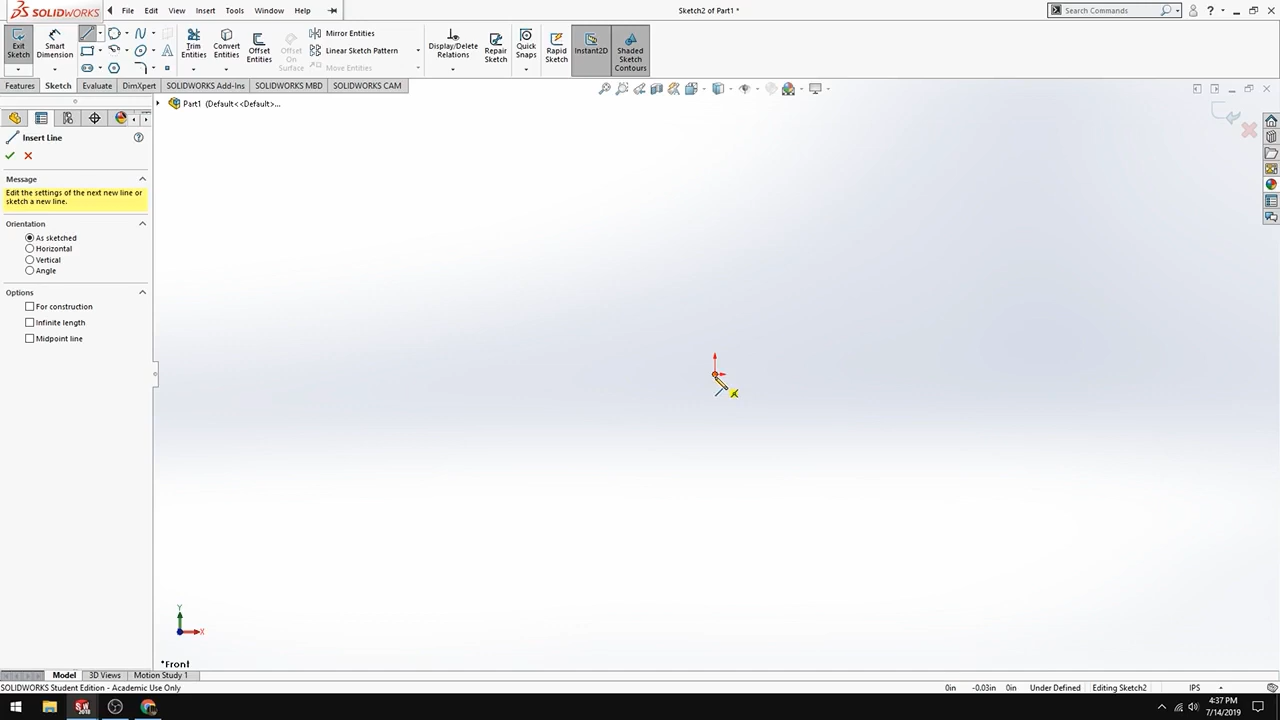 SOLIDWORKS
File Edit View Insert Tools Window Help
Sketch2 of Part1 *
Search Commands
?
Exit Sketch
Smart Dimension
Trim Entities
Convert Entities
Offset Entities
Offset On Surface
Mirror Entities
Linear Sketch Pattern
Move Entities
Display/Delete Relations
Repair Sketch
Quick Snaps
Rapid Sketch
Instant2D
Shaded Sketch Contours
Features Sketch Evaluate DimXpert SOLIDWORKS Add-Ins SOLIDWORKS MBD SOLIDWORKS CAM
Part1 (Default<<Default>...
Insert Line
?
Message
Edit the settings of the next new line or
sketch a new line.
Orientation
As sketched
Horizontal
Vertical
Angle
Options
For construction
Infinite length
Midpoint line
Y
X
*Front
Model 3D Views Motion Study 1
SOLIDWORKS Student Edition - Academic Use Only
0in -0.03in 0in Under Defined Editing Sketch2 IPS
4:37 PM
7/14/2019